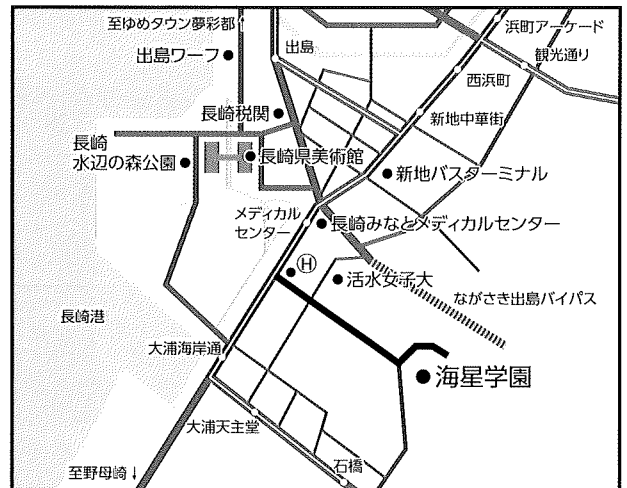 至ゆめタウン夢彩都↑
浜町アーケード
出島ワーフ
出島
観光通り
西浜町
長崎税関
新地中華街
長崎
水辺の森公園
長崎県美術館
新地バスターミナル
メディカル
センター
長崎みなとメディカルセンター
H
活水女子大
ながさき出島バイパス
長崎港
大浦海岸通
海星学園
大浦天主堂
石橋
至野母崎↓